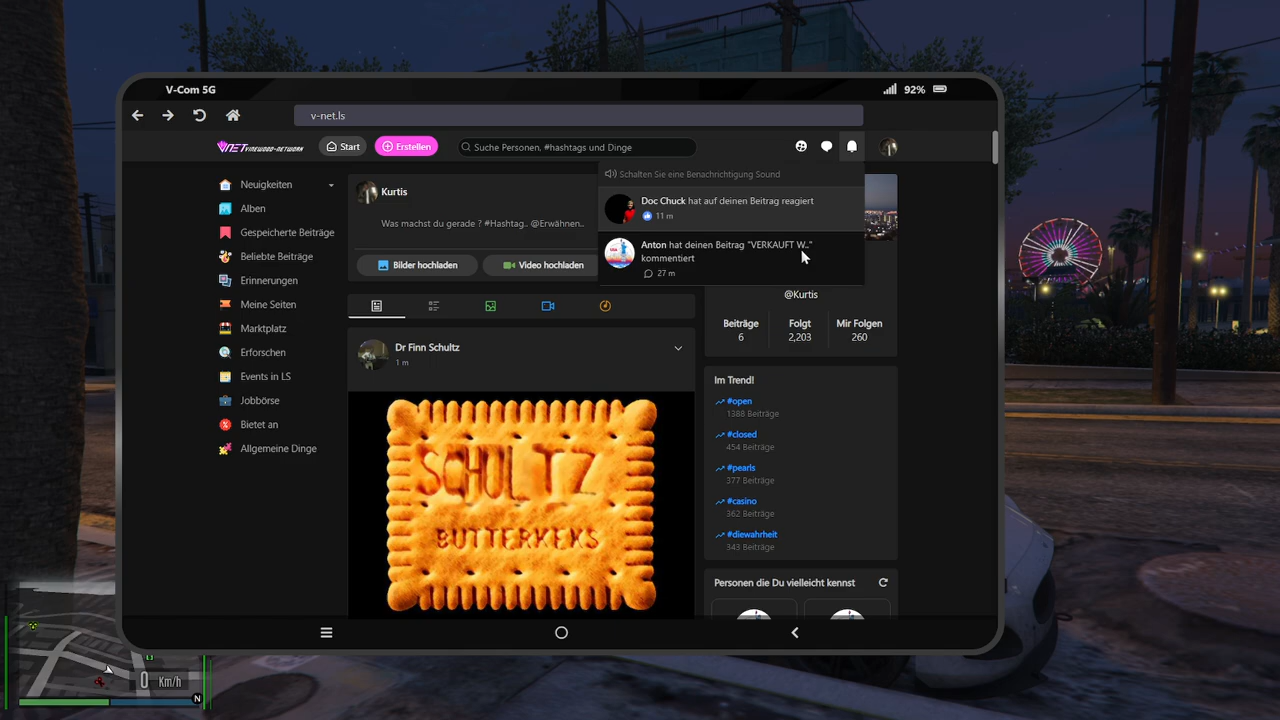 V-Com 5G
92%
v-net.ls
VNET VINEWOOD-NETWORK
Start
Erstellen
Suche Personen, #hashtags und Dinge
Neuigkeiten
Alben
Gespeicherte Beiträge
Beliebte Beiträge
Erinnerungen
Meine Seiten
Marktplatz
Erforschen
Events in LS
Jobbörse
Bietet an
Allgemeine Dinge
Kurtis
Was machst du gerade ? #Hashtag.. @Erwähnen..
Bilder hochladen
Video hochladen
Schalten Sie eine Benachrichtigung Sound
Doc Chuck hat auf deinen Beitrag reagiert
11 m
Anton hat deinen Beitrag "VERKAUFT W.."
kommentiert
27 m
Dr Finn Schultz
1 m
SCHULTZ
BUTTERKEKS
@Kurtis
Beiträge Folgt Mir Folgen
6 2,203 260
Im Trend!
#open
1388 Beiträge
#closed
454 Beiträge
#pearls
377 Beiträge
#casino
362 Beiträge
#diewahrheit
343 Beiträge
Personen die Du vielleicht kennst
0 Km/h
N